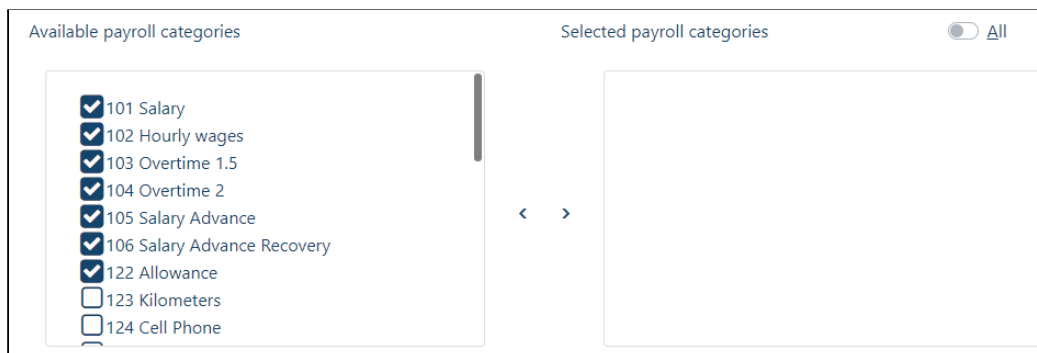 Available payroll categories
Selected payroll categories
All
101 Salary
102 Hourly wages
103 Overtime 1.5
104 Overtime 2
105 Salary Advance
106 Salary Advance Recovery
122 Allowance
123 Kilometers
124 Cell Phone